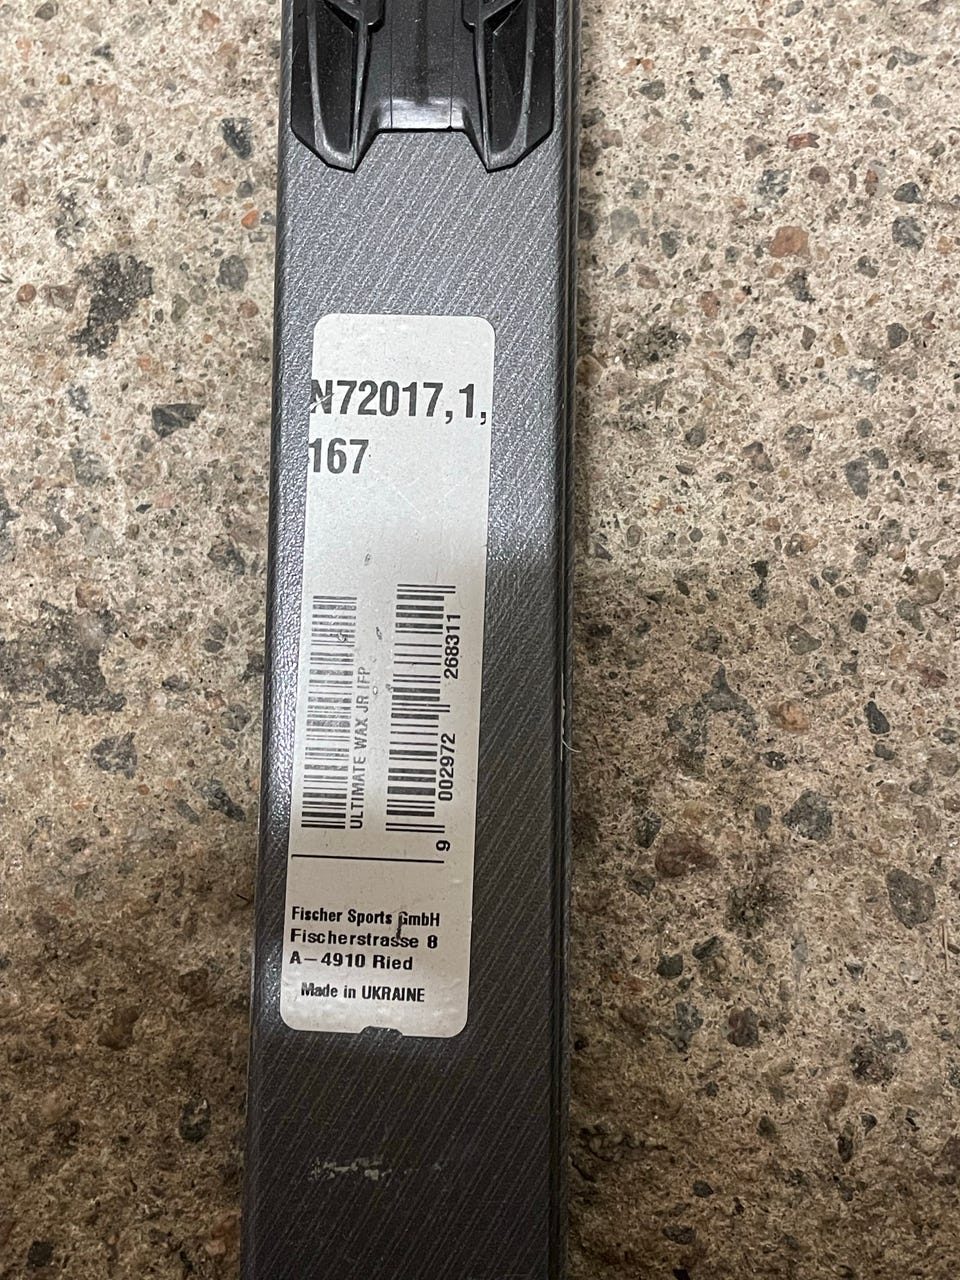 N72017,1,
167
ULTIMATE WAX JR IFP
9 002972 268311
Fischer Sports GmbH
Fischerstrasse 8
A-4910 Ried
Made in UKRAINE